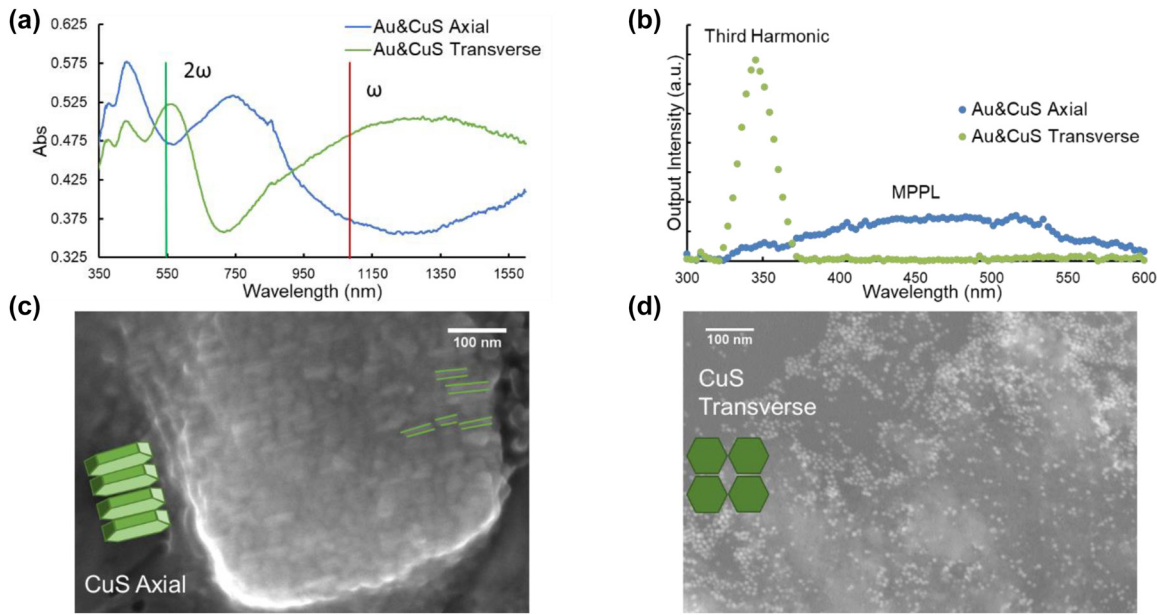 (a)
0.625
0.575
0.525
0.475
0.425
0.375
0.325
Abs
Au&CuS Axial
Au&CuS Transverse
2ω
ω
350
550
750
950
1150
1350
1550
Wavelength (nm)
(b)
Third Harmonic
Output Intensity (a.u.)
Au&CuS Axial
Au&CuS Transverse
MPPL
300
350
400
450
500
550
600
Wavelength (nm)
(c)
100 nm
CuS Axial
(d)
100 nm
CuS
Transverse